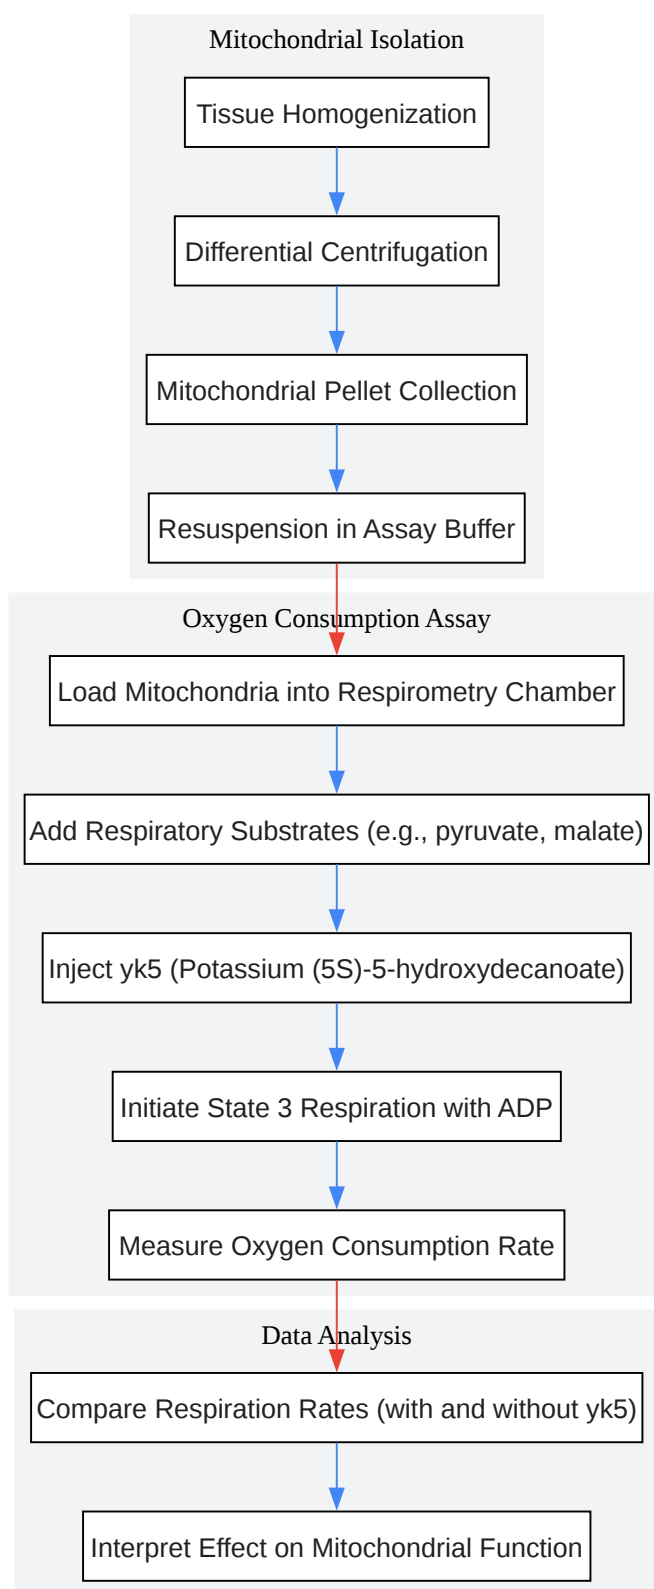 Mitochondrial Isolation
Tissue Homogenization
Differential Centrifugation
Mitochondrial Pellet Collection
Resuspension in Assay Buffer
Oxygen Consumption Assay
Load Mitochondria into Respirometry Chamber
Add Respiratory Substrates (e.g., pyruvate, malate)
Inject yk5 (Potassium (5S)-5-hydroxydecanoate)
Initiate State 3 Respiration with ADP
Measure Oxygen Consumption Rate
Data Analysis
Compare Respiration Rates (with and without yk5)
Interpret Effect on Mitochondrial Function